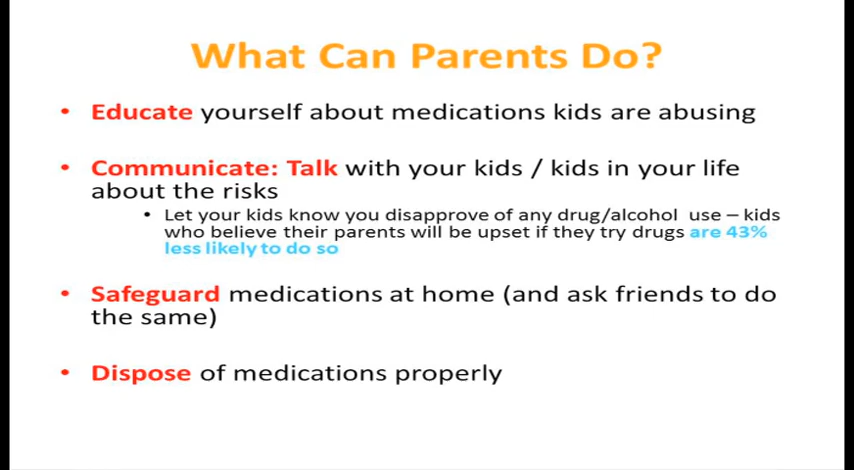 What Can Parents Do?
• Educate yourself about medications kids are abusing
• Communicate: Talk with your kids / kids in your life
about the risks
• Let your kids know you disapprove of any drug/alcohol use – kids
who believe their parents will be upset if they try drugs are 43%
less likely to do so
• Safeguard medications at home (and ask friends to do
the same)
• Dispose of medications properly